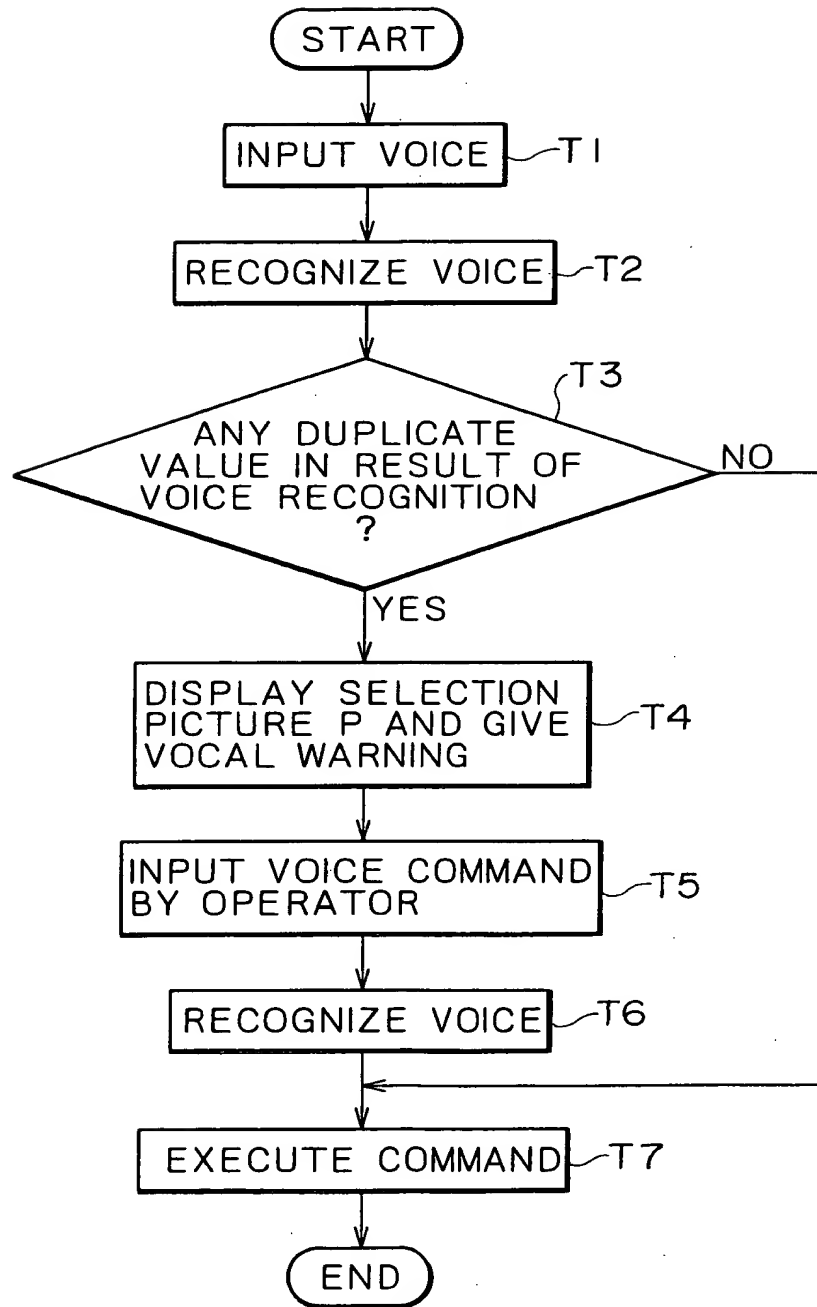 START
INPUT VOICE
T1
RECOGNIZE VOICE
T2
T3
ANY DUPLICATE
VALUE IN RESULT OF
VOICE RECOGNITION
?
NO
YES
DISPLAY SELECTION
PICTURE P AND GIVE
VOCAL WARNING
T4
INPUT VOICE COMMAND
BY OPERATOR
T5
RECOGNIZE VOICE
T6
EXECUTE COMMAND
T7
END